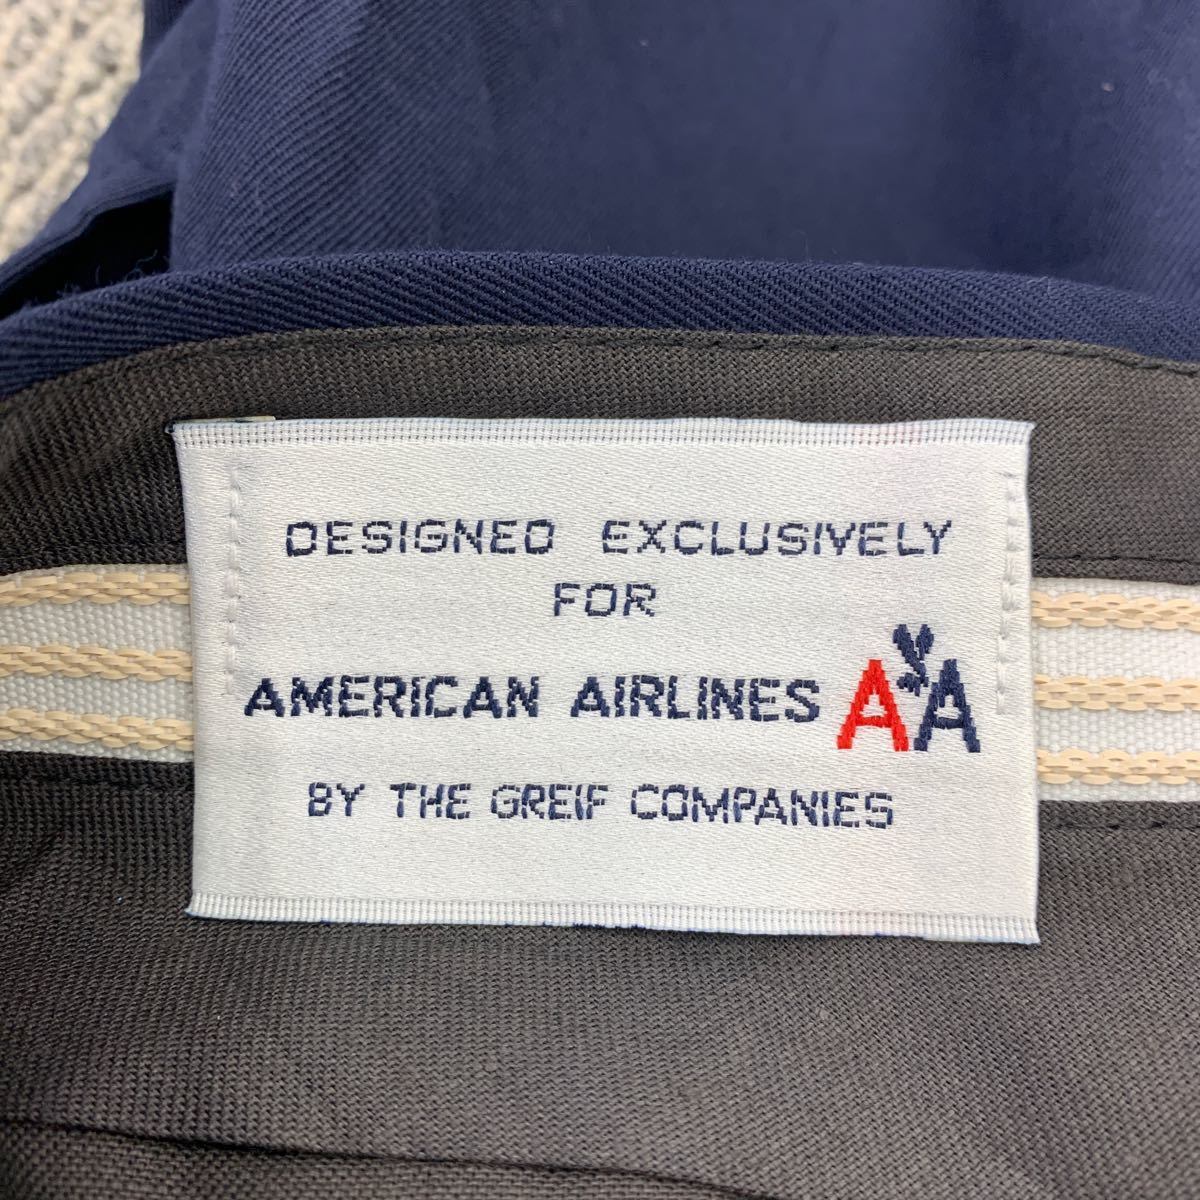 DESIGNED EXCLUSIVELY
FOR
AMERICAN AIRLINES AA
BY THE GREIF COMPANIES